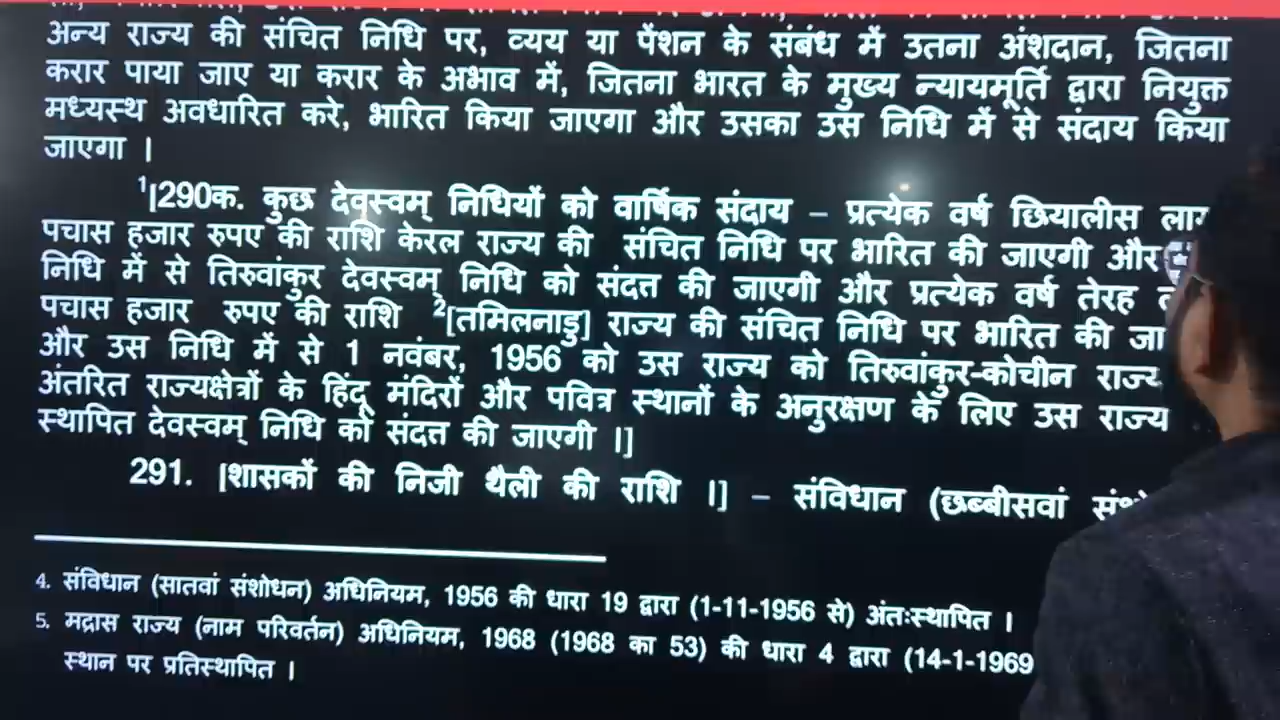 अन्य राज्य की संचित निधि पर, व्यय या पेंशन के संबंध में उतना अंशदान, जितना
करार पाया जाए या करार के अभाव में, जितना भारत के मुख्य न्यायमूर्ति द्वारा नियुक्त
मध्यस्थ अवधारित करे, भारित किया जाएगा और उसका उस निधि में से संदाय किया
जाएगा ।
¹[290क. कुछ देवस्वम् निधियों को वार्षिक संदाय – प्रत्येक वर्ष छियालीस
पचास हजार रुपए की राशि केरल राज्य की संचित निधि पर भारित की जाएगी और
निधि में से तिरुवांकुर देवस्वम् निधि को संदत्त की जाएगी और प्रत्येक वर्ष तेरह
पचास हजार रुपए की राशि ²[तमिलनाडु] राज्य की संचित निधि पर भारित की
और उस निधि में से 1 नवंबर, 1956 को उस राज्य को तिरुवांकुर-कोचीन राज्य
अंतरित राज्यक्षेत्रों के हिंदू मंदिरों और पवित्र स्थानों के अनुरक्षण के लिए उस राज्य
स्थापित देवस्वम् निधि को संदत्त की जाएगी ।]
291. [शासकों की निजी थैली की राशि ।] – संविधान (छब्बीसवां
4. संविधान (सातवां संशोधन) अधिनियम, 1956 की धारा 19 द्वारा (1-11-1956 से) अंतःस्थापित ।
5. मद्रास राज्य (नाम परिवर्तन) अधिनियम, 1968 (1968 का 53) की धारा 4 द्वारा (14-1-1969
स्थान पर प्रतिस्थापित ।